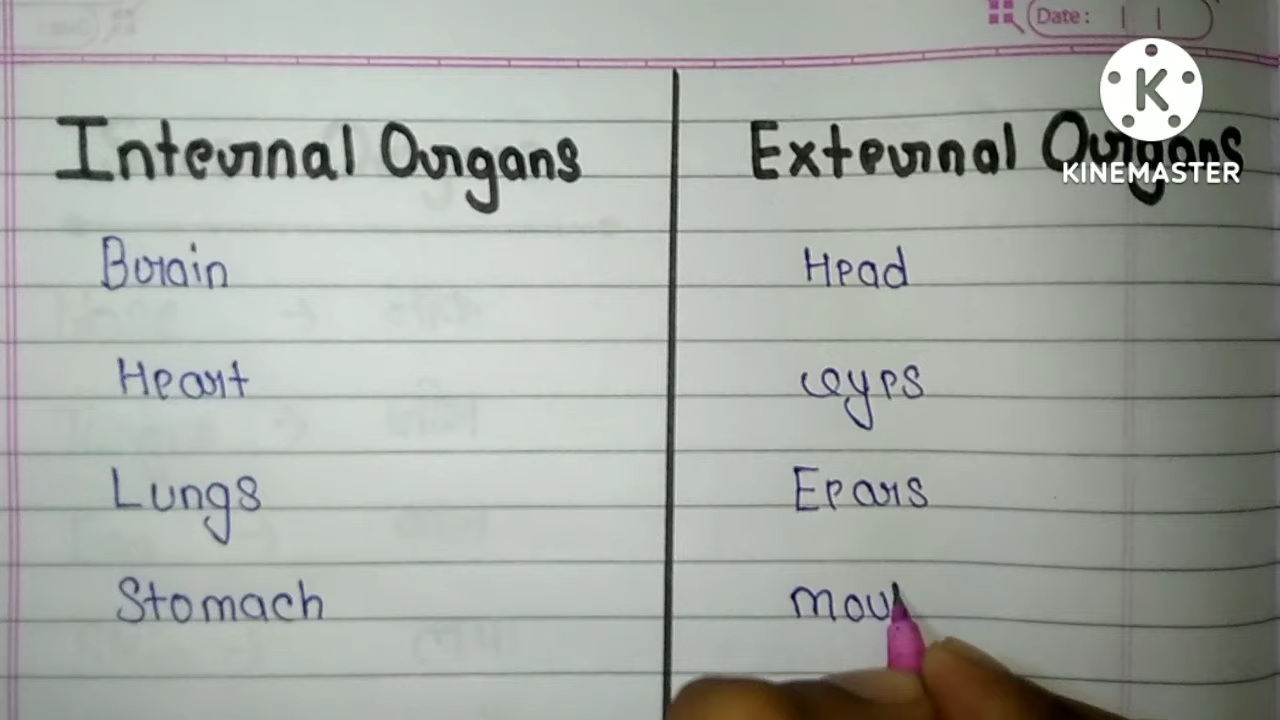 Date:
K
KINEMASTER
Internal Organs External Organs
Brain Head
Heart eyes
Lungs Ears
Stomach mou